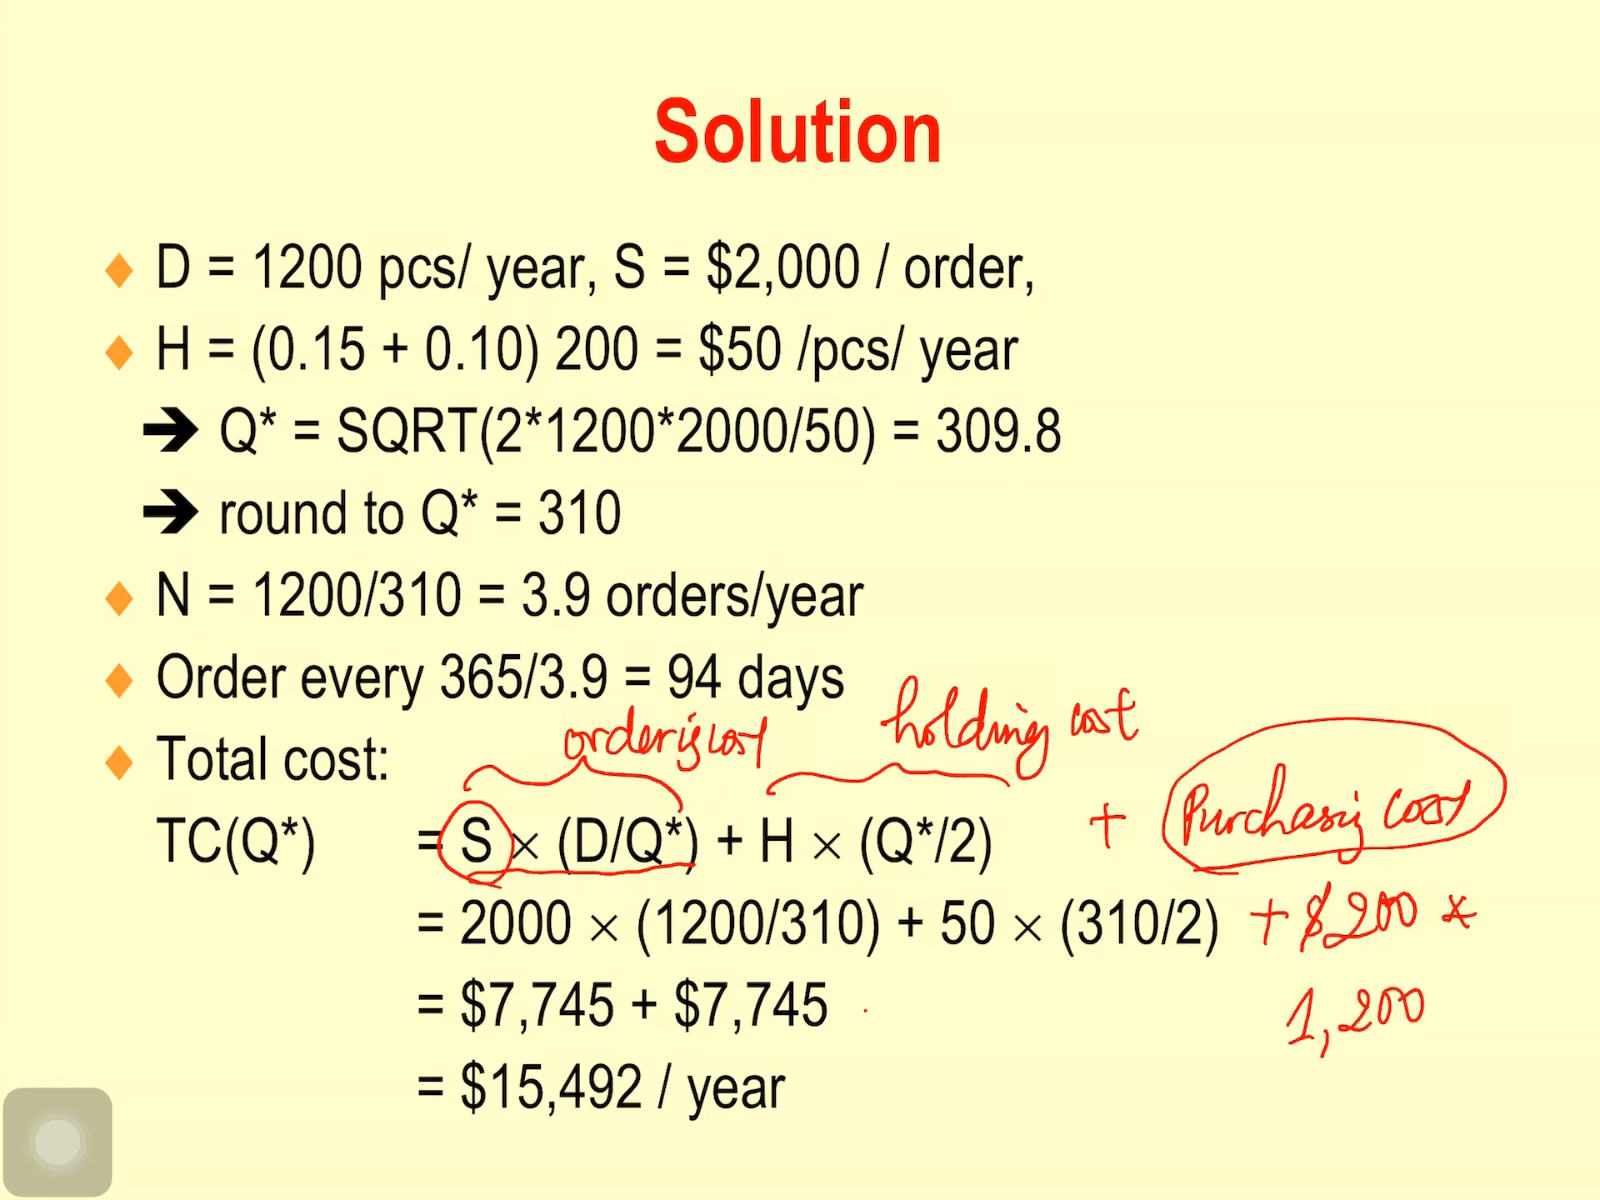 Solution
♦ D = 1200 pcs/ year, S = $2,000 / order,
♦ H = (0.15 + 0.10) 200 = $50 /pcs/ year
➔ Q* = SQRT(2*1200*2000/50) = 309.8
➔ round to Q* = 310
♦ N = 1200/310 = 3.9 orders/year
♦ Order every 365/3.9 = 94 days
ordering cost holding cost
♦ Total cost:
TC(Q*) = S × (D/Q*) + H × (Q*/2) + Purchasing cost
= 2000 × (1200/310) + 50 × (310/2) + $200 *
= $7,745 + $7,745 1,200
= $15,492 / year